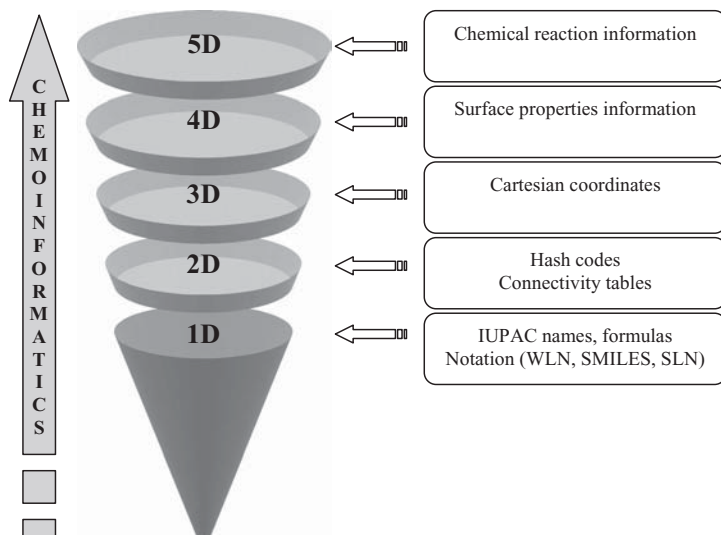 CHEMOINFORMATICS
5D
Chemical reaction information
4D
Surface properties information
3D
Cartesian coordinates
2D
Hash codes
Connectivity tables
1D
IUPAC names, formulas
Notation (WLN, SMILES, SLN)